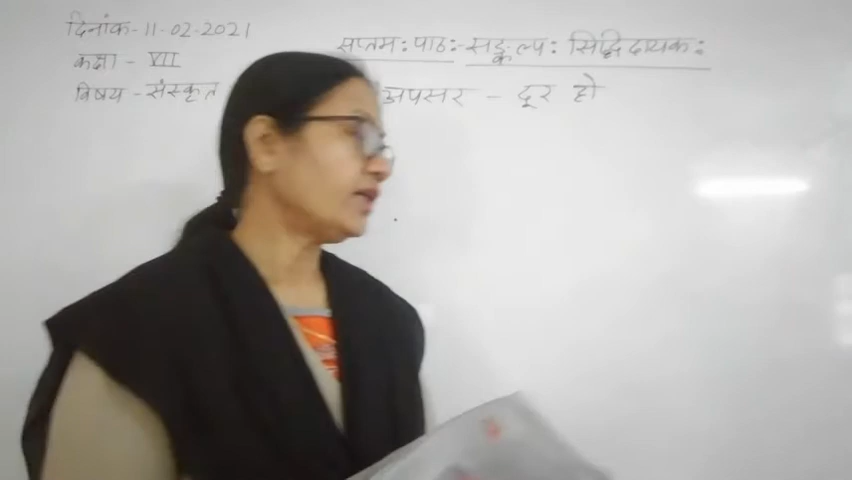 दिनांक-11-02-2021
सप्तम: पाठ:- सङ्कल्प: सिद्धिदायक:
कक्षा - VII
विषय - संस्कृत
अपसर - दूर हो